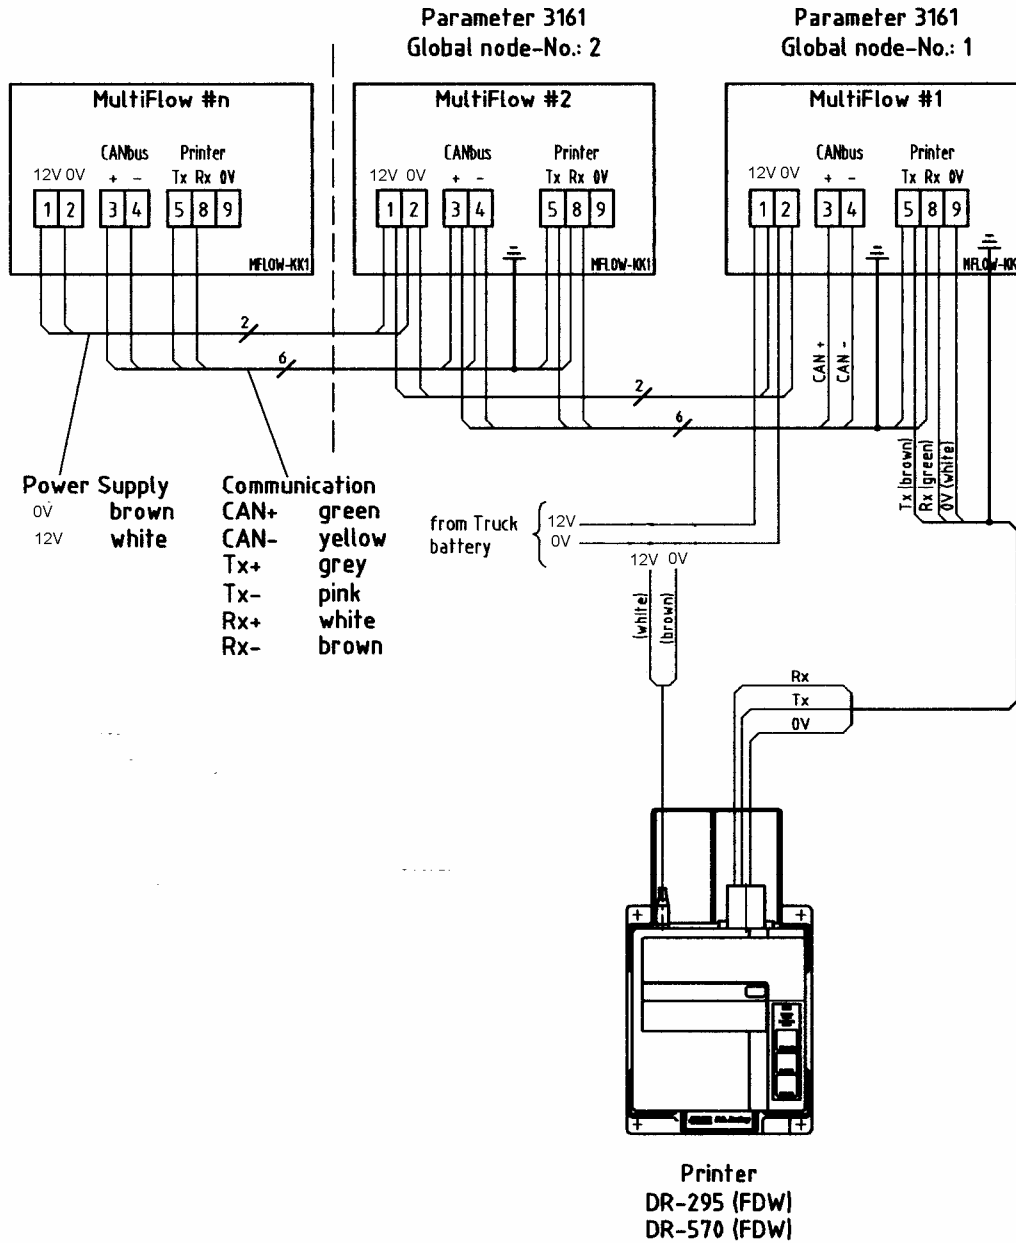 Parameter 3161
Global node-No.: 2
Parameter 3161
Global node-No.: 1
MultiFlow #n
MultiFlow #2
MultiFlow #1
CANbus Printer
12V 0V + - Tx Rx 0V
1 2 3 4 5 8 9
MFLOW-KK1
CANbus Printer
12V 0V + - Tx Rx 0V
1 2 3 4 5 8 9
MFLOW-KK1
CANbus Printer
12V 0V + - Tx Rx 0V
1 2 3 4 5 8 9
MFLOW-KK
2
6
2
6
CAN +
CAN -
Tx (brown)
Rx (green)
0V (white)
Power Supply
0V brown
12V white
Communication
CAN+ green
CAN- yellow
Tx+ grey
Tx- pink
Rx+ white
Rx- brown
from Truck
battery
12V
0V
12V 0V
(white)
(brown)
Rx
Tx
0V
Printer
DR-295 (FDW)
DR-570 (FDW)